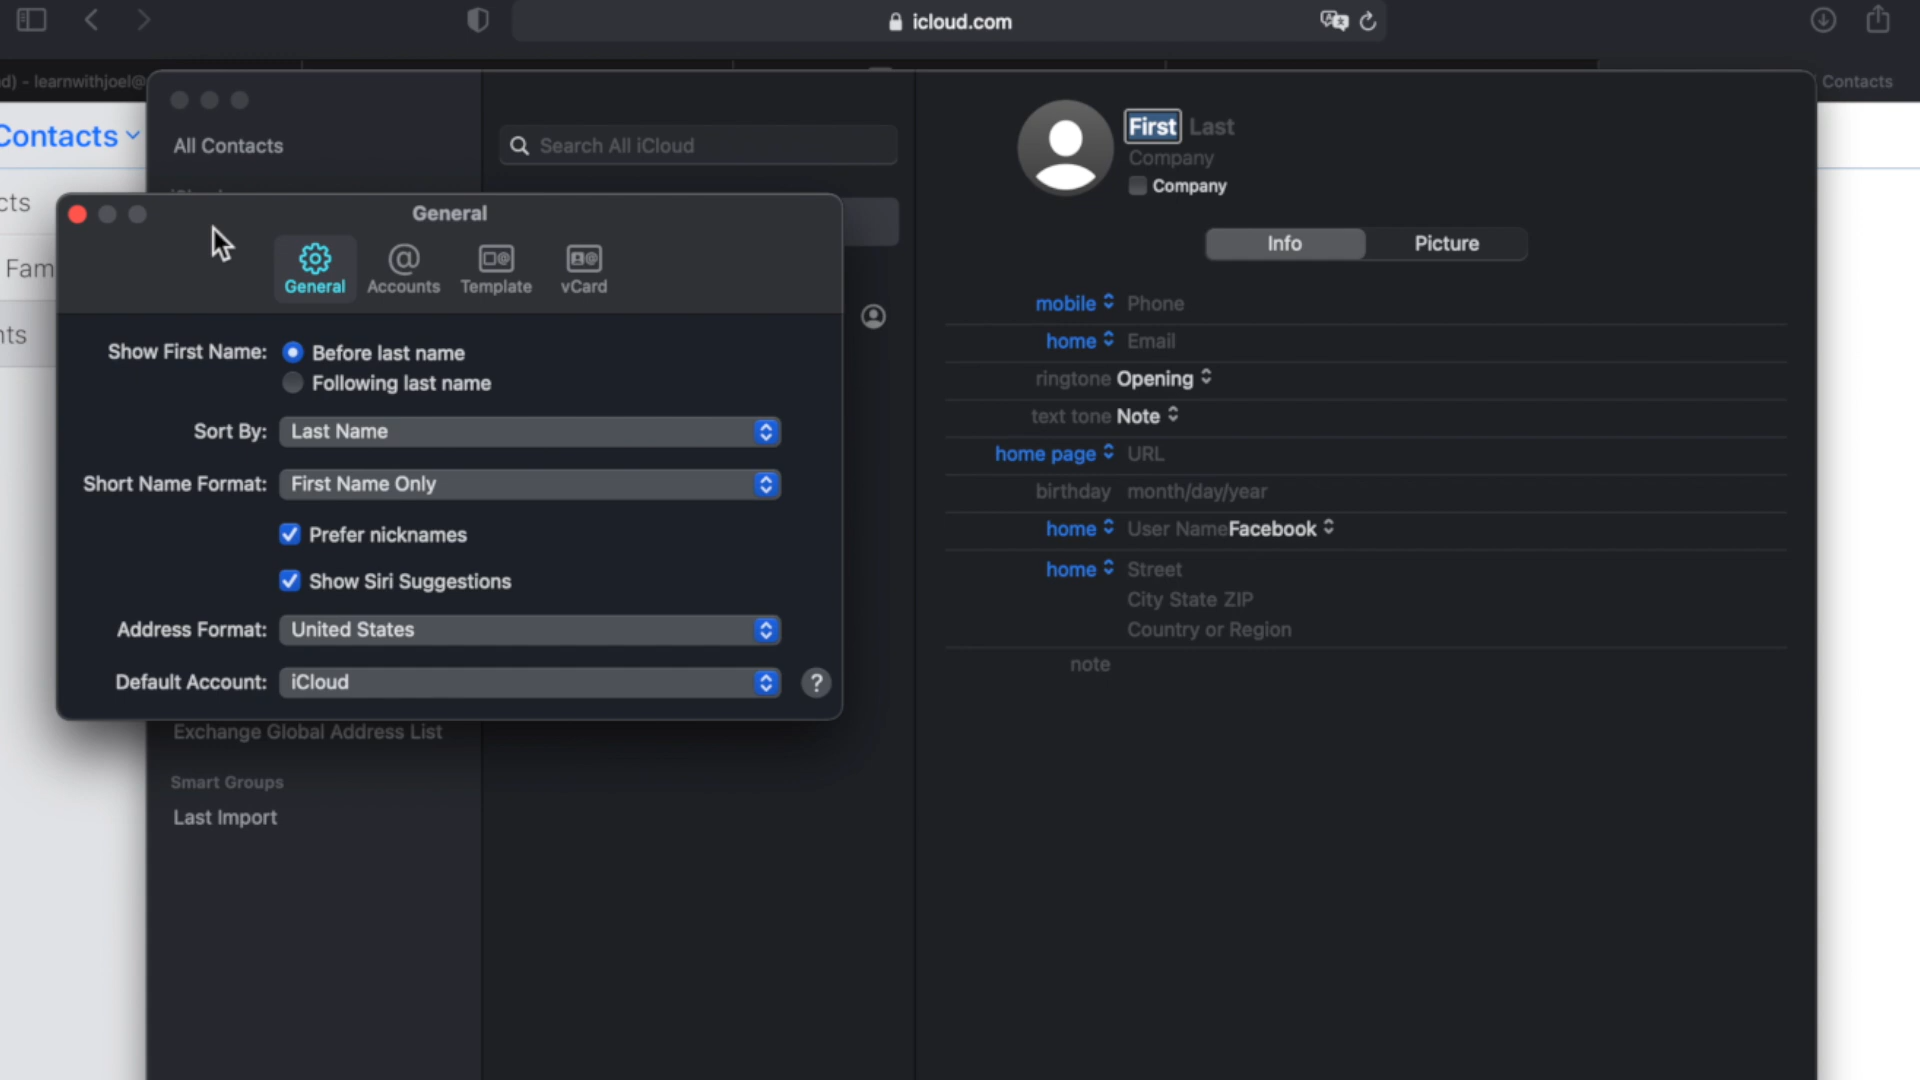 icloud.com
d) - learnwithjoel@
Contacts
Contacts
cts
Fam
nts
All Contacts
Search All iCloud
General
General
Accounts
Template
vCard
Show First Name:
Before last name
Following last name
Sort By:
Last Name
Short Name Format:
First Name Only
Prefer nicknames
Show Siri Suggestions
Address Format:
United States
Default Account:
iCloud
?
Exchange Global Address List
Smart Groups
Last Import
First Last
Company
Company
Info
Picture
mobile Phone
home Email
ringtone Opening
text tone Note
home page URL
birthday month/day/year
home User Name Facebook
home Street
City State ZIP
Country or Region
note